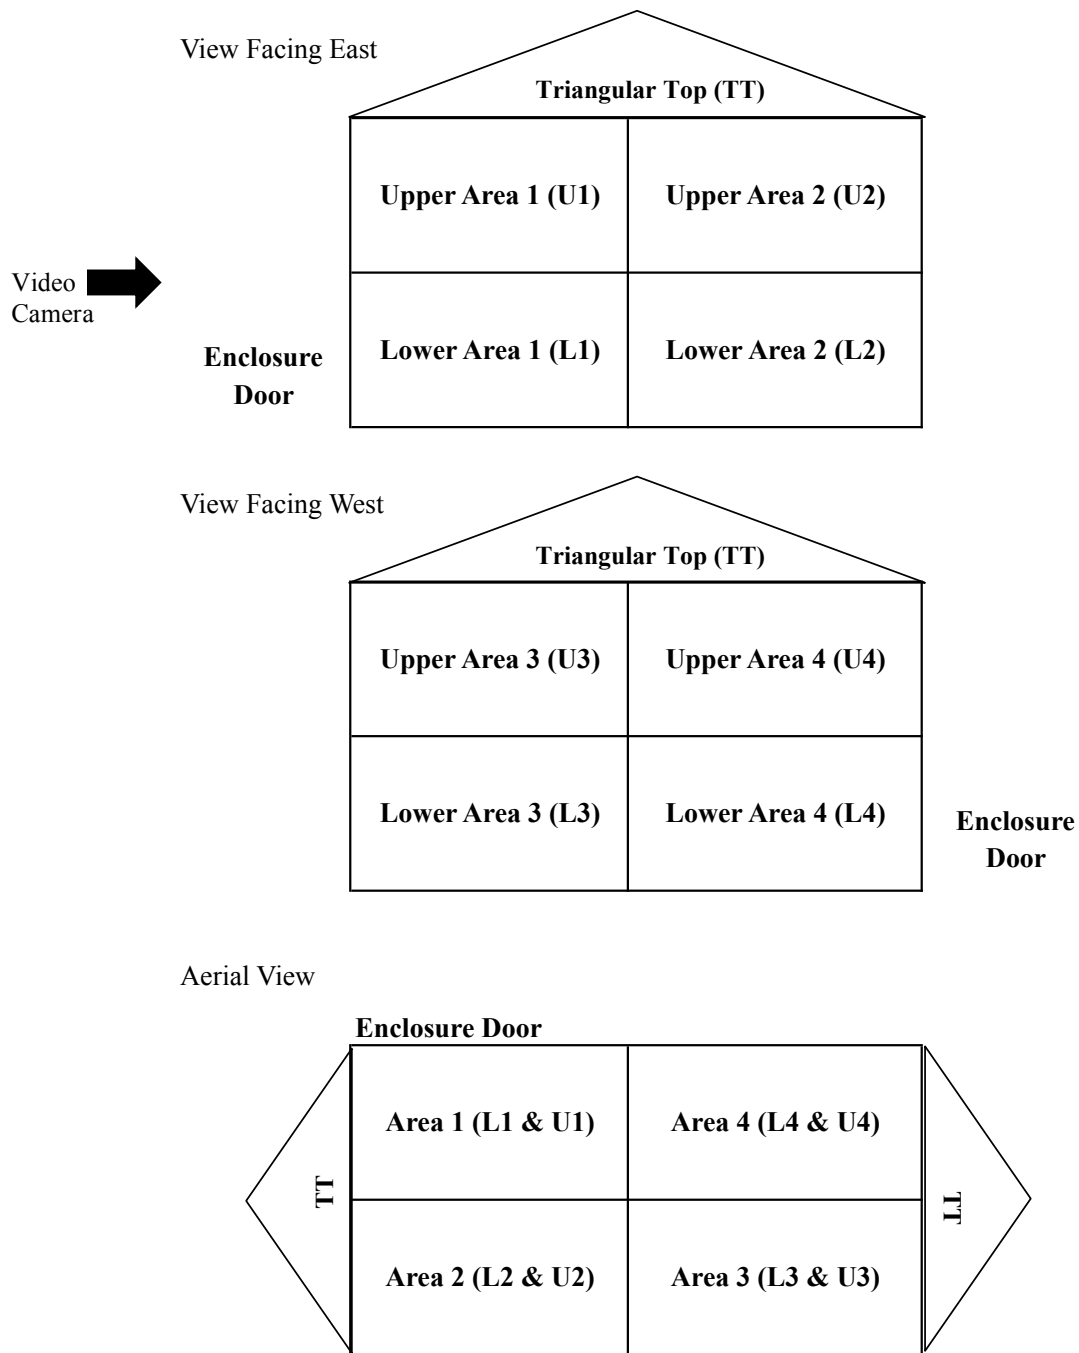 View Facing East
Triangular Top (TT)
Upper Area 1 (U1)
Upper Area 2 (U2)
Video
Camera
Enclosure
Door
Lower Area 1 (L1)
Lower Area 2 (L2)
View Facing West
Triangular Top (TT)
Upper Area 3 (U3)
Upper Area 4 (U4)
Lower Area 3 (L3)
Lower Area 4 (L4)
Enclosure
Door
Aerial View
Enclosure Door
Area 1 (L1 & U1)
Area 4 (L4 & U4)
TT
TT
Area 2 (L2 & U2)
Area 3 (L3 & U3)